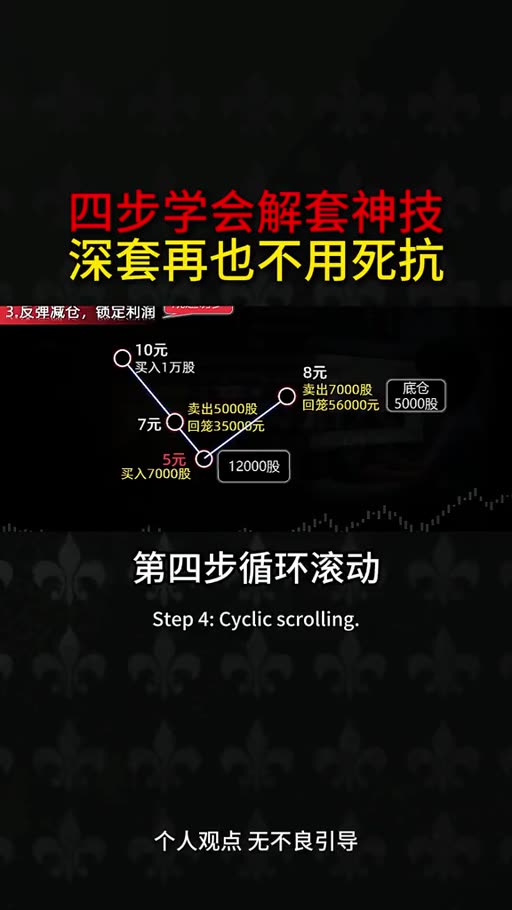 四步学会解套神技
深套再也不用死抗
3.反弹减仓，锁定利润
10元
买入1万股
8元
卖出7000股
回笼56000元
底仓
5000股
卖出5000股
7元
回笼35000元
5元
买入7000股
12000股
第四步循环滚动
Step 4: Cyclic scrolling.
个人观点 无不良引导